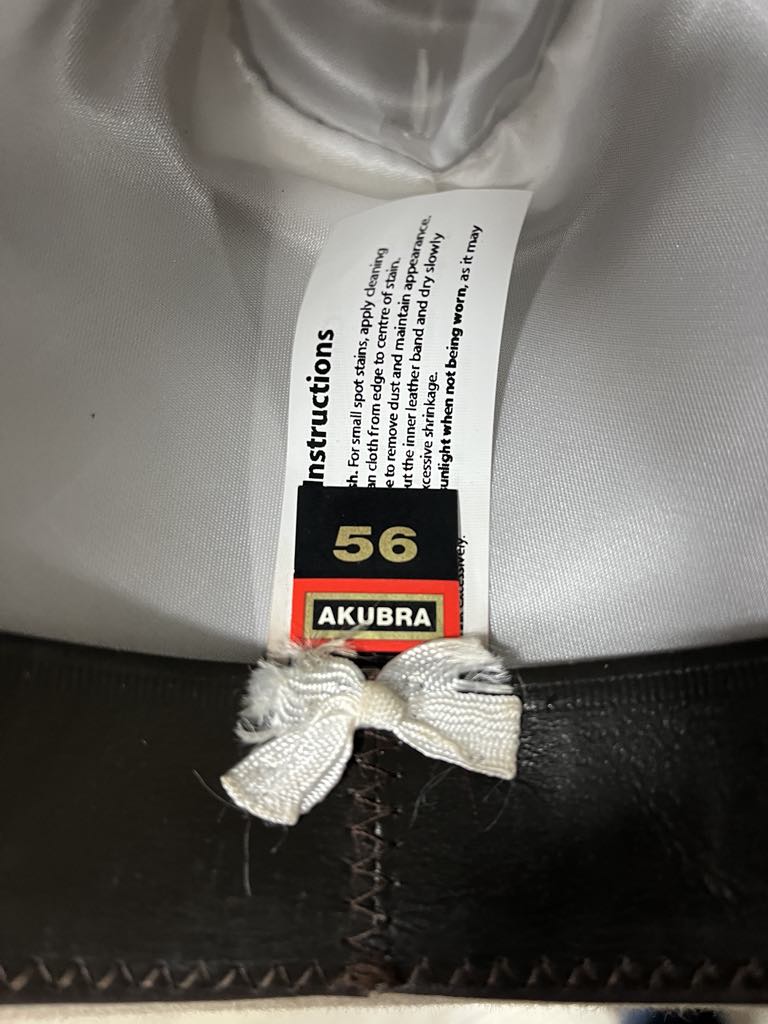 Instructions
sh. For small spot stains, apply cleaning
an cloth from edge to centre of stain.
e to remove dust and maintain appearance.
ut the inner leather band and dry slowly
xcessive shrinkage.
unlight when not being worn, as it may
excessively.
56
AKUBRA